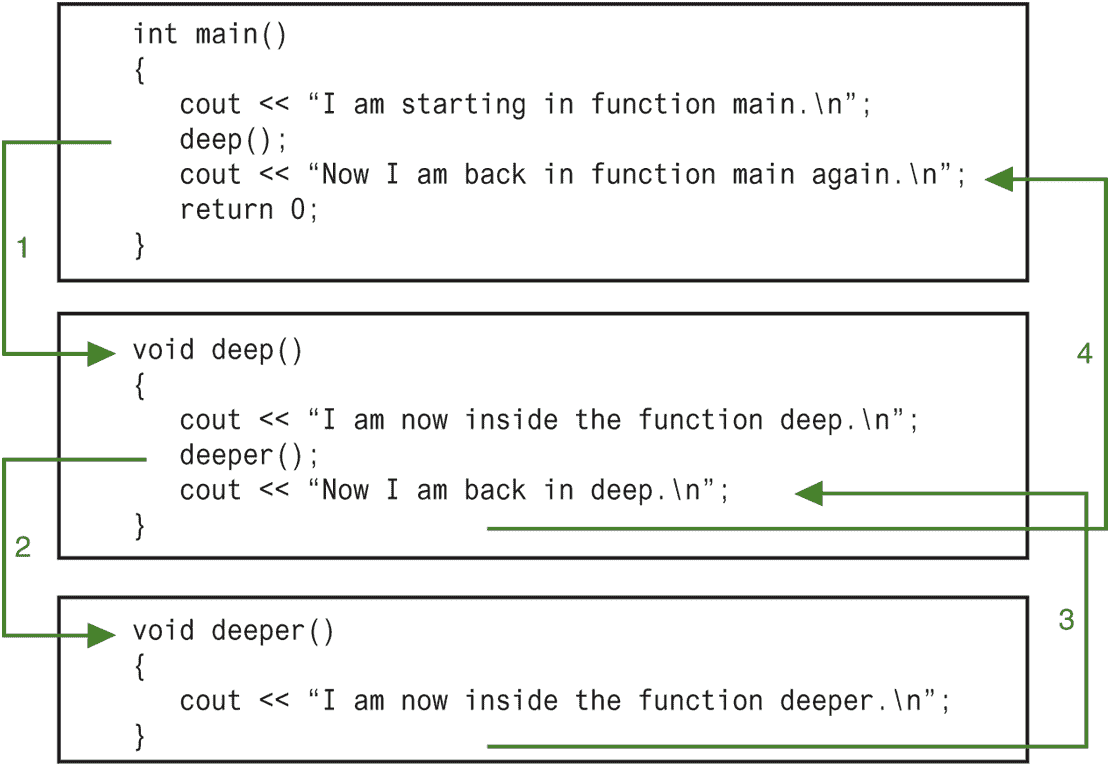 int main()
{
cout << “I am starting in function main.\n”;
deep();
cout << “Now I am back in function main again.\n”;
return 0;
}
1
void deep()
{
cout << “I am now inside the function deep.\n”;
deeper();
cout << “Now I am back in deep.\n”;
}
4
2
void deeper()
{
cout << “I am now inside the function deeper.\n”;
}
3